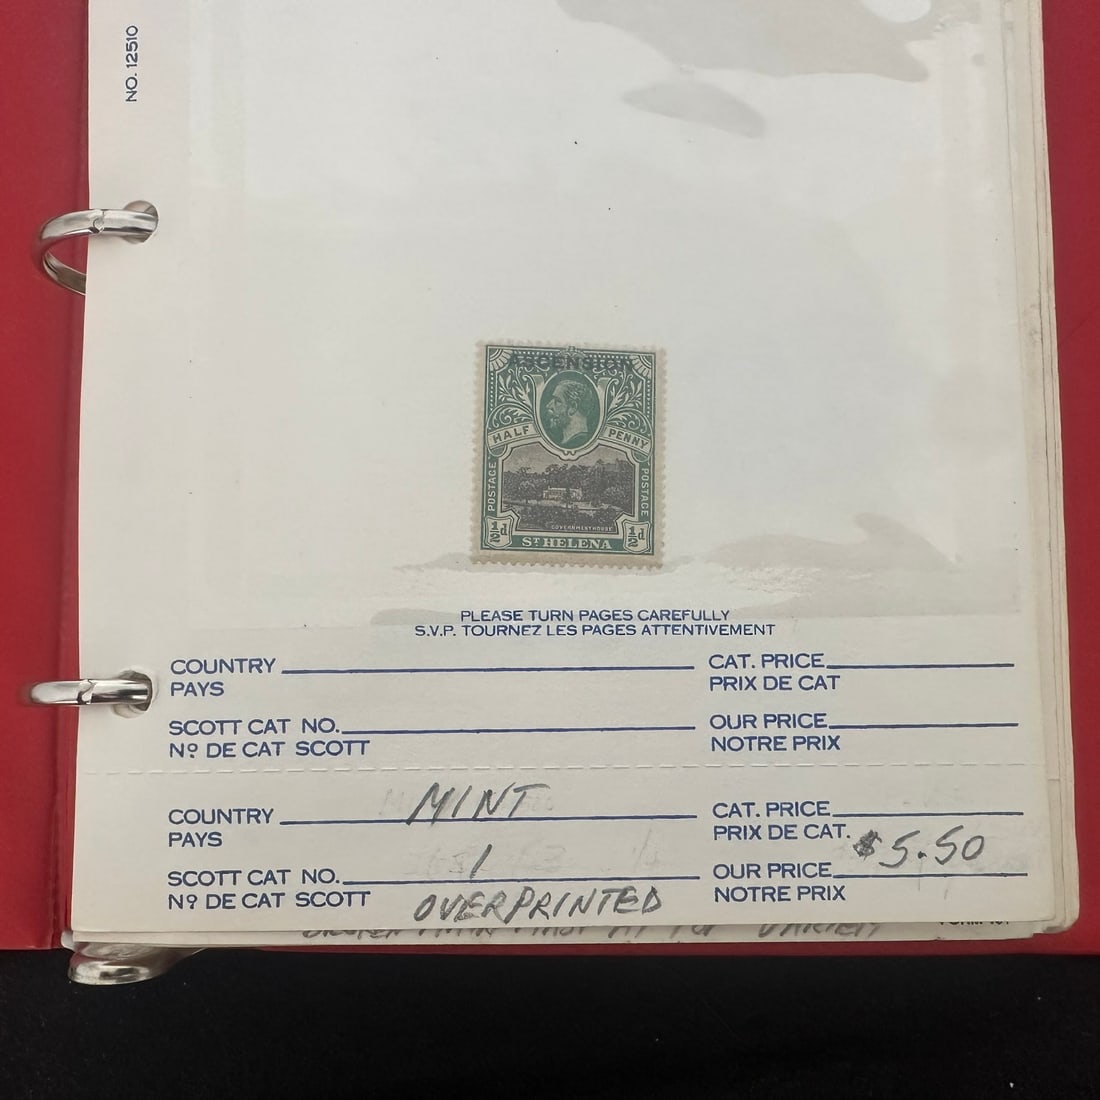 NO. 12510
ASCENSION
HALF PENNY
POSTAGE POSTAGE
GOVERNMENT HOUSE
½d ½d
ST HELENA
PLEASE TURN PAGES CAREFULLY
S.V.P. TOURNEZ LES PAGES ATTENTIVEMENT
COUNTRY CAT. PRICE
PAYS PRIX DE CAT
SCOTT CAT NO. OUR PRICE
Nº DE CAT SCOTT NOTRE PRIX
COUNTRY MINT CAT. PRICE
PAYS PRIX DE CAT.
SCOTT CAT NO. 1 OUR PRICE $5.50
Nº DE CAT SCOTT OVERPRINTED NOTRE PRIX